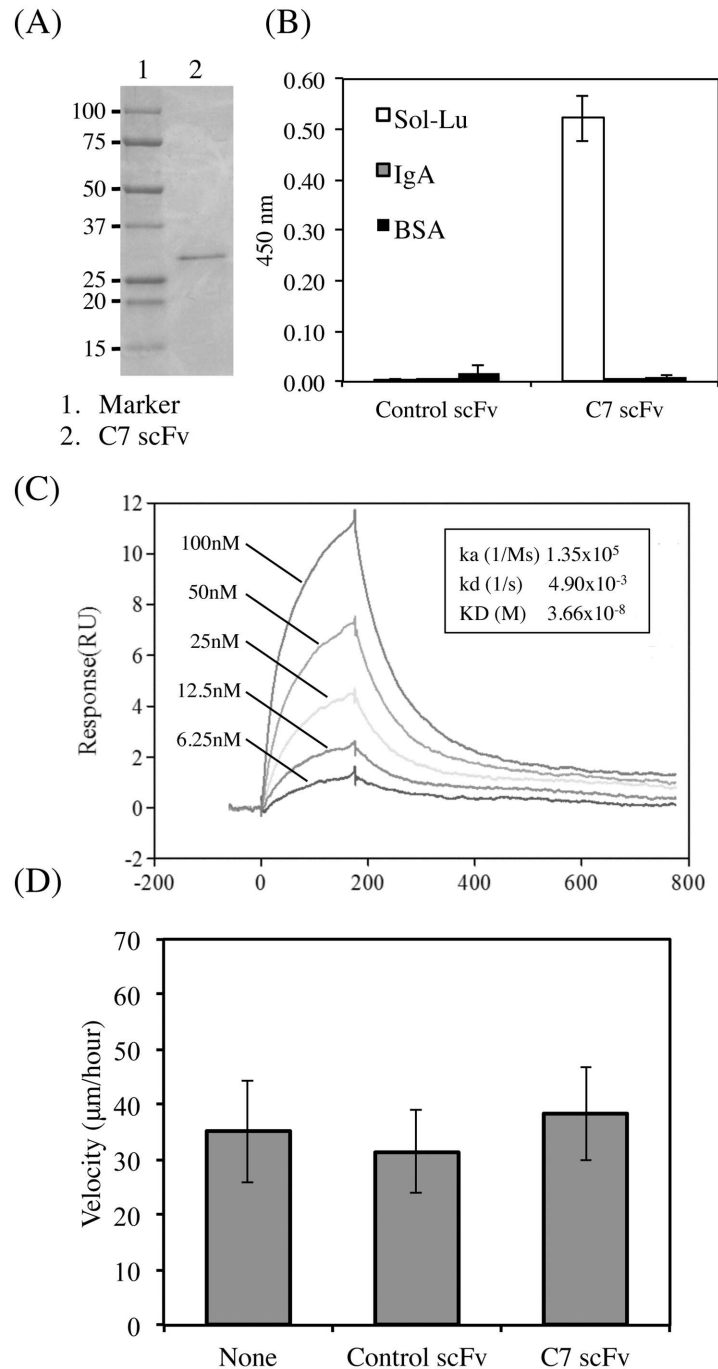 (A)
1 2
100
75
50
37
25
20
15
1. Marker
2. C7 scFv
(B)
450 nm
0.60
0.50
0.40
0.30
0.20
0.10
0.00
Sol-Lu
IgA
BSA
Control scFv C7 scFv
(C)
Response(RU)
12
10
8
6
4
2
0
-2
-200 0 200 400 600 800
100nM
50nM
25nM
12.5nM
6.25nM
ka (1/Ms) 1.35x10⁵
kd (1/s) 4.90x10⁻³
KD (M) 3.66x10⁻⁸
(D)
Velocity (µm/hour)
70
60
50
40
30
20
10
0
None Control scFv C7 scFv